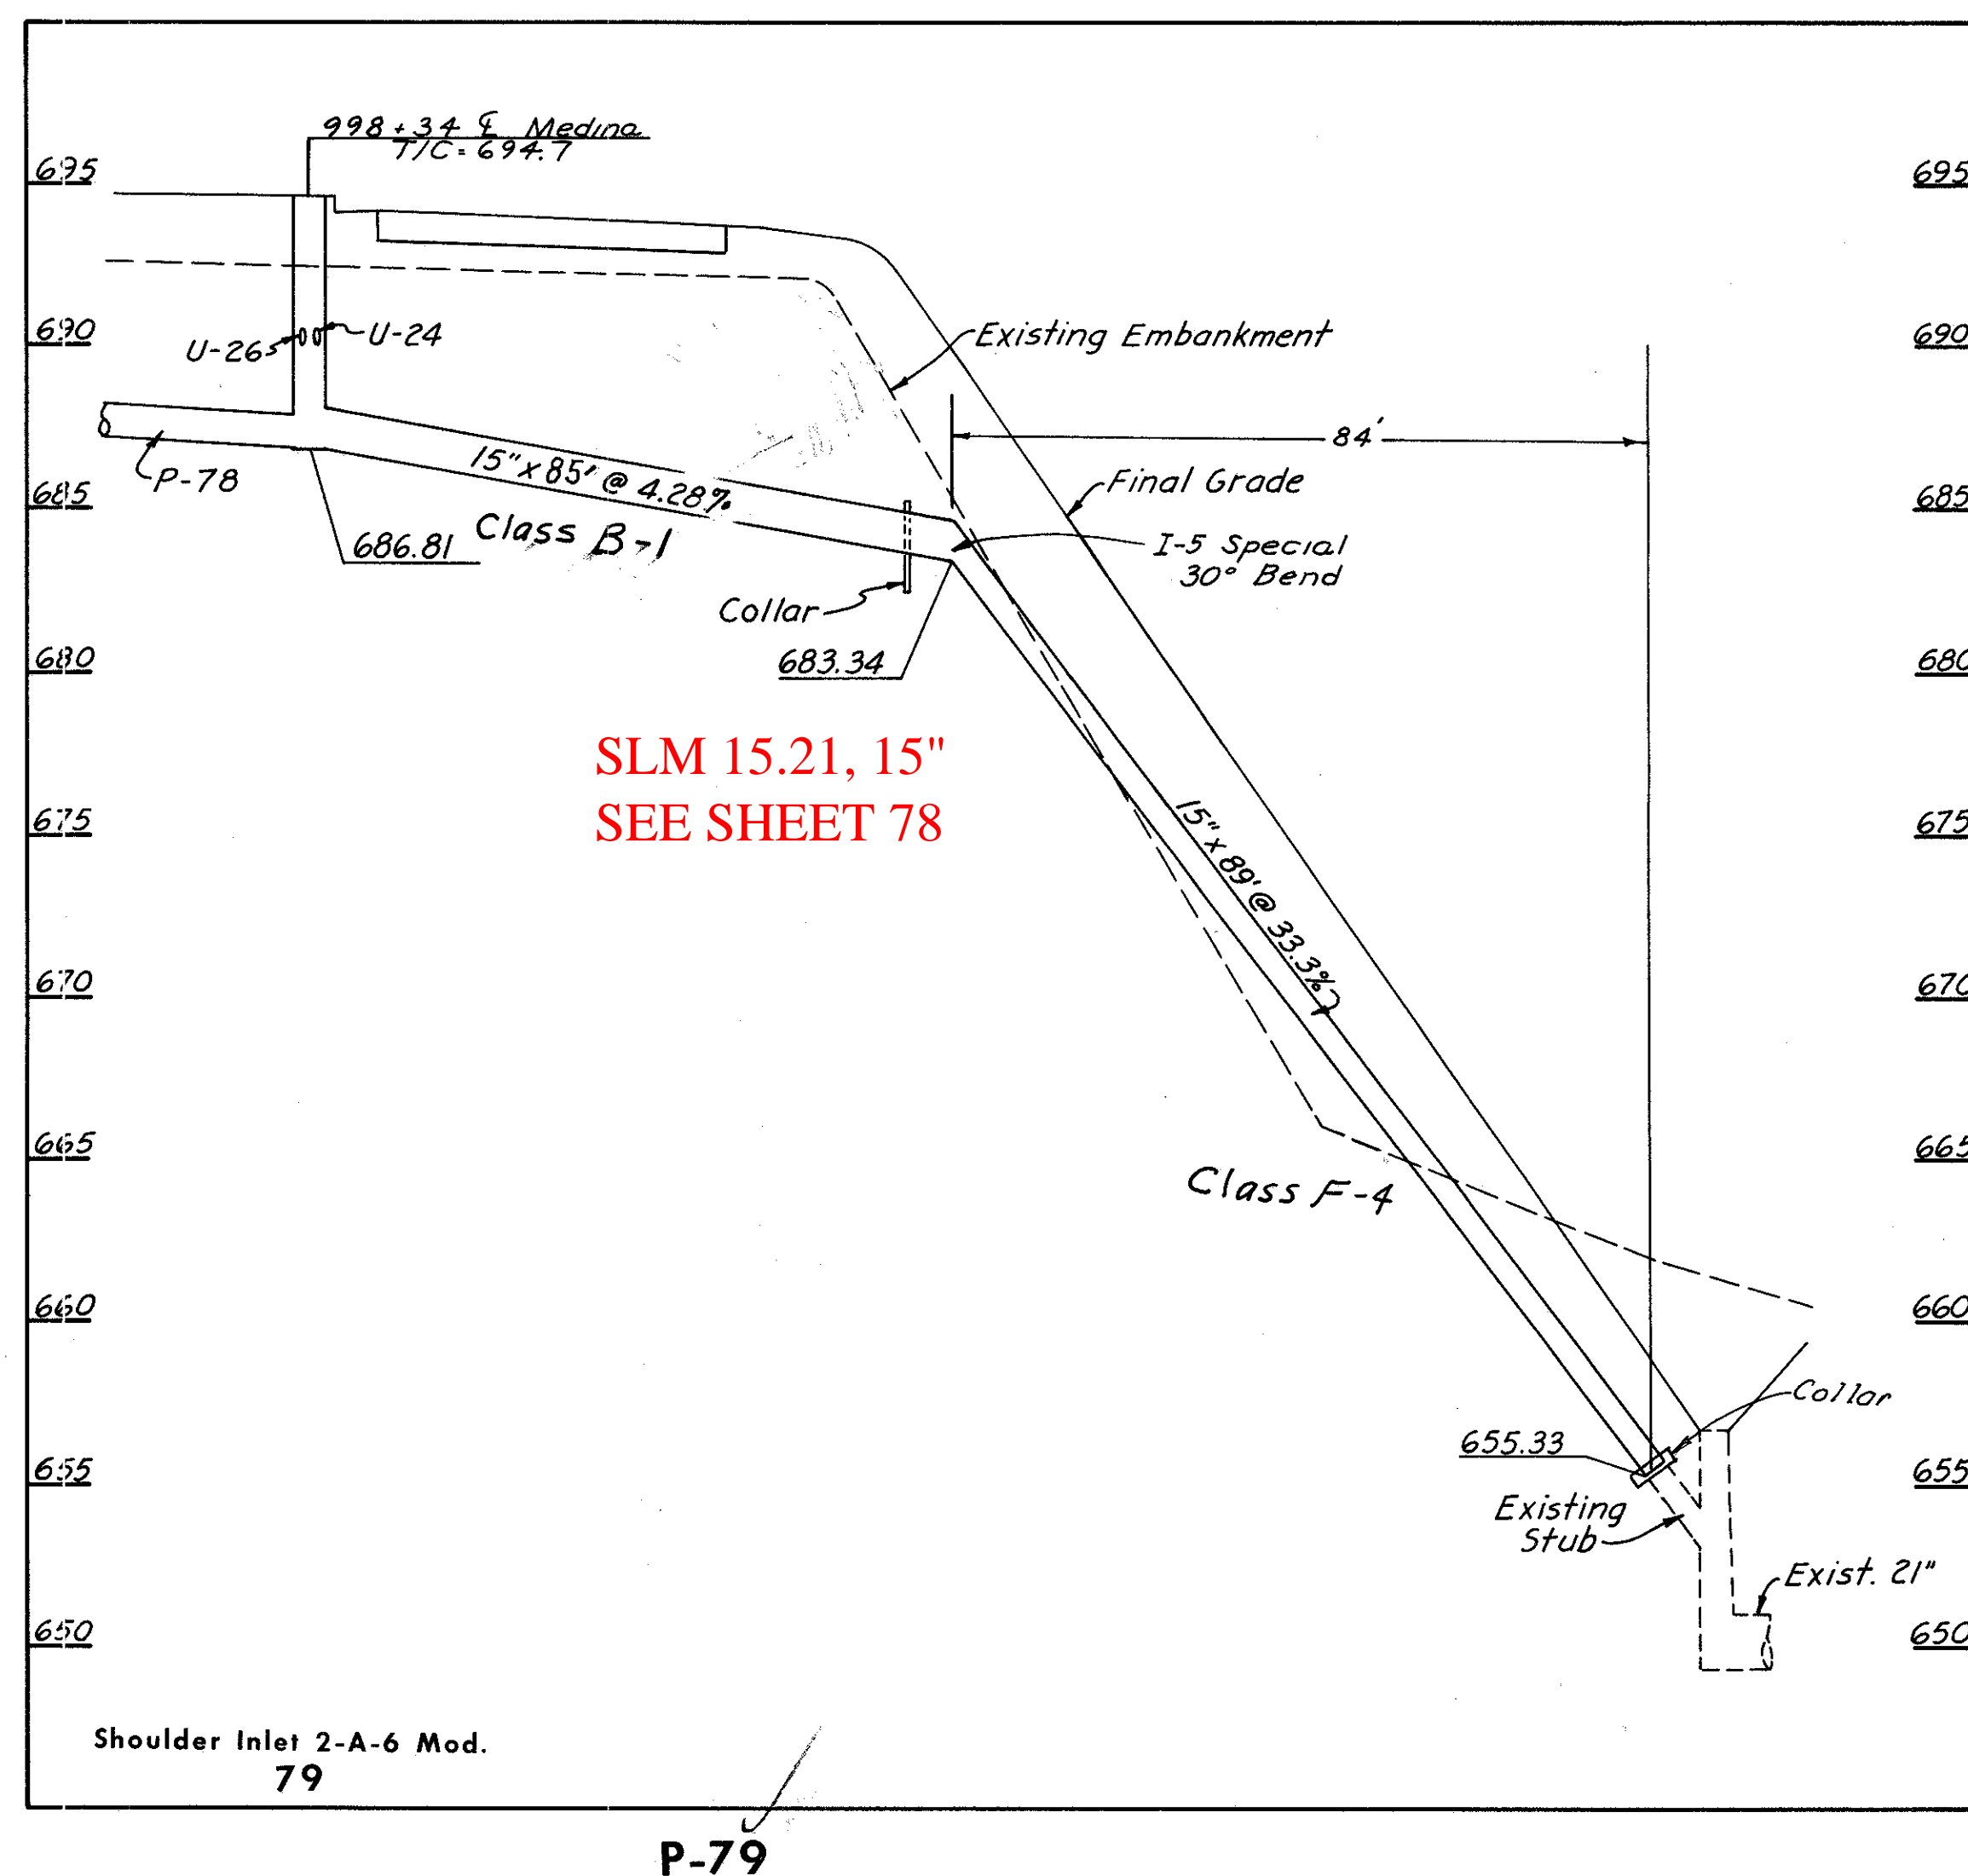 998+34 ℄ Medina
T/C = 694.7
695
695
690
690
U-26
U-24
Existing Embankment
84'
P-78
15" x 85' @ 4.28%
Final Grade
685
685
686.81
Class B-1
I-5 Special
30° Bend
Collar
683.34
680
680
SLM 15.21, 15"
SEE SHEET 78
675
675
15" x 89' @ 33.3%
670
670
665
665
Class F-4
660
660
Collar
655.33
655
655
Existing
Stub
Exist. 21"
650
650
Shoulder Inlet 2-A-6 Mod.
79
P-79